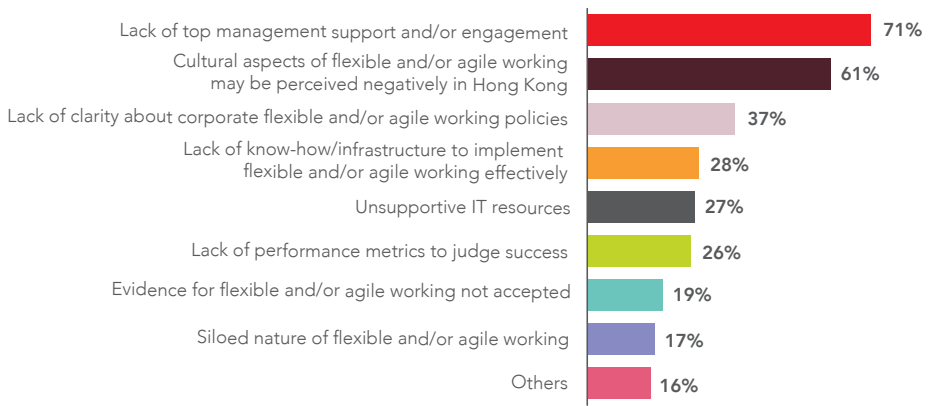 Lack of top management support and/or engagement 71%
Cultural aspects of flexible and/or agile working
may be perceived negatively in Hong Kong 61%
Lack of clarity about corporate flexible and/or agile working policies 37%
Lack of know-how/infrastructure to implement
flexible and/or agile working effectively 28%
Unsupportive IT resources 27%
Lack of performance metrics to judge success 26%
Evidence for flexible and/or agile working not accepted 19%
Siloed nature of flexible and/or agile working 17%
Others 16%